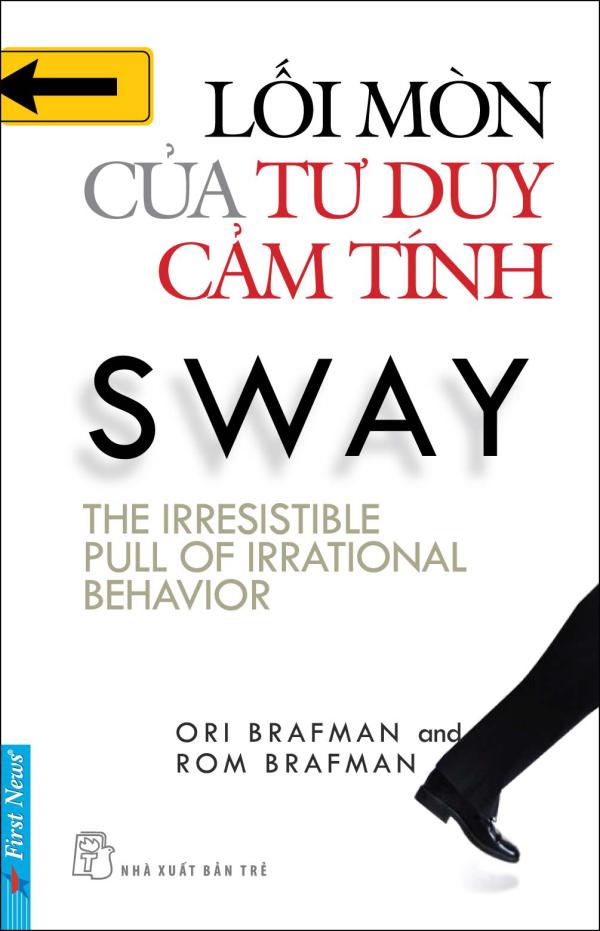 LỐI MÒN
CỦA TƯ DUY
CẢM TÍNH
SWAY
THE IRRESISTIBLE
PULL OF IRRATIONAL
BEHAVIOR
ORI BRAFMAN and
ROM BRAFMAN
First News®
T
NHÀ XUẤT BẢN TRẺ